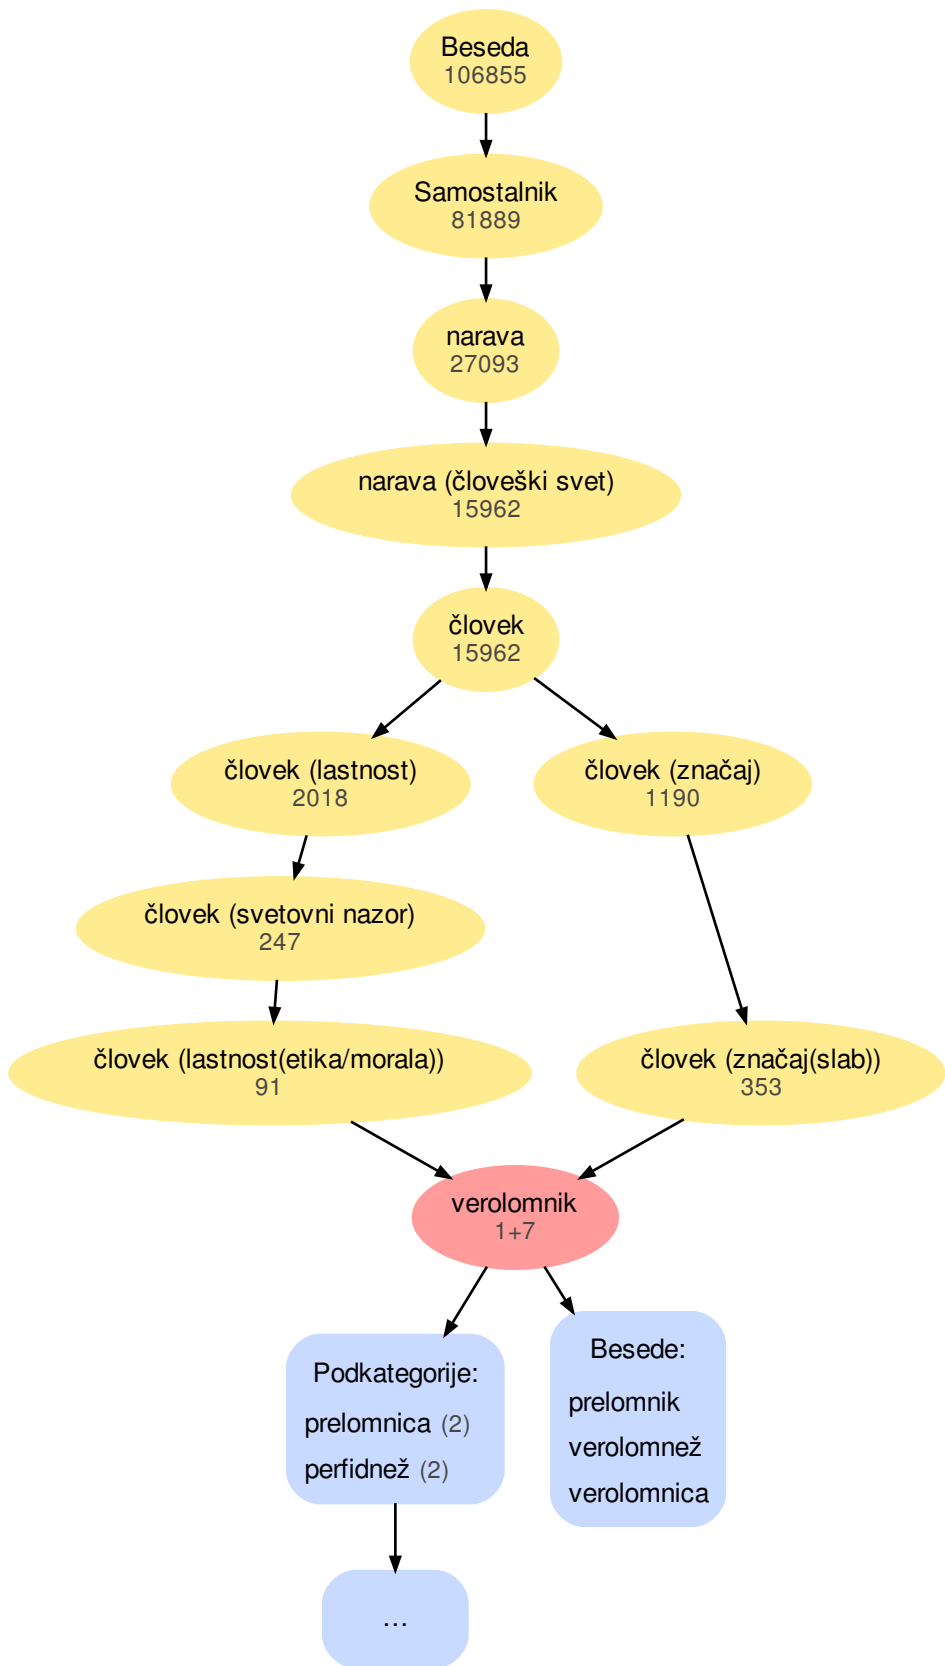 Beseda
106855
Samostalnik
81889
narava
27093
narava (človeški svet)
15962
človek
15962
človek (lastnost)
2018
človek (značaj)
1190
človek (svetovni nazor)
247
človek (lastnost(etika/morala))
91
človek (značaj(slab))
353
verolomnik
1+7
Podkategorije:
prelomnica (2)
perfidnež (2)
Besede:
prelomnik
verolomnež
verolomnica
...